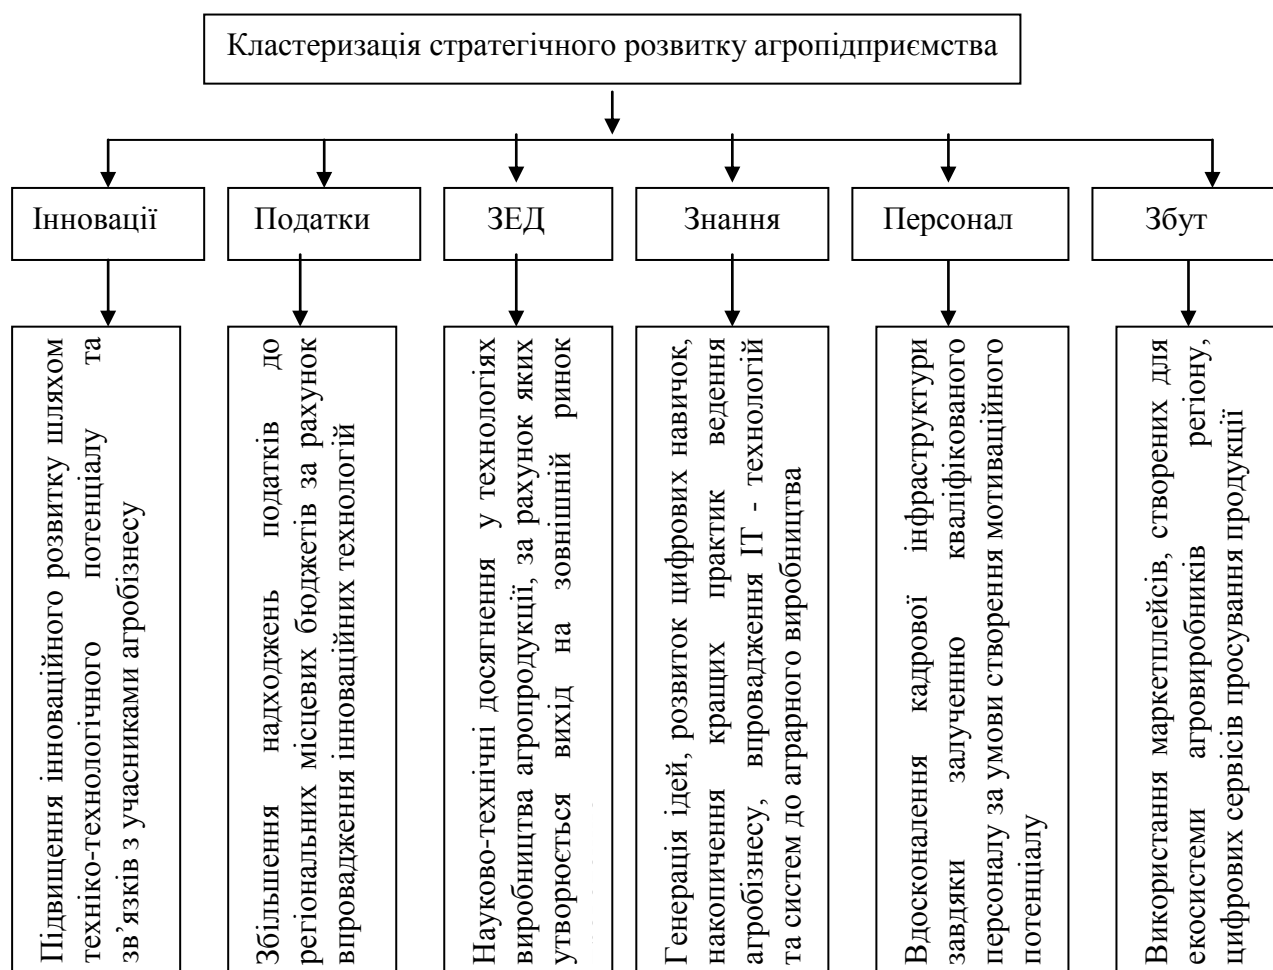 Кластеризація стратегічного розвитку агропідприємства
Інновації
Податки
ЗЕД
Знання
Персонал
Збут
Підвищення інноваційного розвитку шляхом
техніко-технологічного потенціалу та
зв’язків з учасниками агробізнесу
Збільшення надходжень податків до
регіональних місцевих бюджетів за рахунок
впровадження інноваційних технологій
Науково-технічні досягнення у технологіях
виробництва агропродукції, за рахунок яких
утворюється вихід на зовнішній ринок
Генерація ідей, розвиток цифрових навичок,
накопичення кращих практик ведення
агробізнесу, впровадження ІТ - технологій
та систем до аграрного виробництва
Вдосконалення кадрової інфраструктури
завдяки залученню кваліфікованого
персоналу за умови створення мотиваційного
потенціалу
Використання маркетплейсів, створених для
екосистеми агровиробників регіону,
цифрових сервісів просування продукції